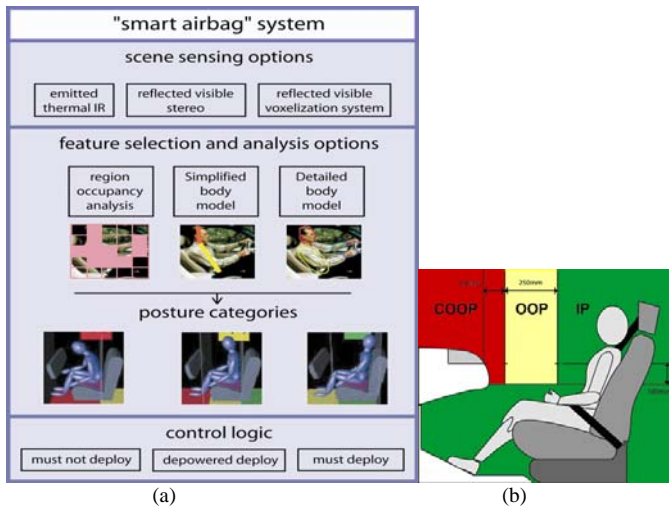 "smart airbag" system
scene sensing options
emitted
thermal IR
reflected visible
stereo
reflected visible
voxelization system
feature selection and analysis options
region
occupancy
analysis
Simplified
body
model
Detailed
body
model
posture categories
control logic
must not deploy
depowered deploy
must deploy
(a)
250mm
COOP
OOP
IP
(b)